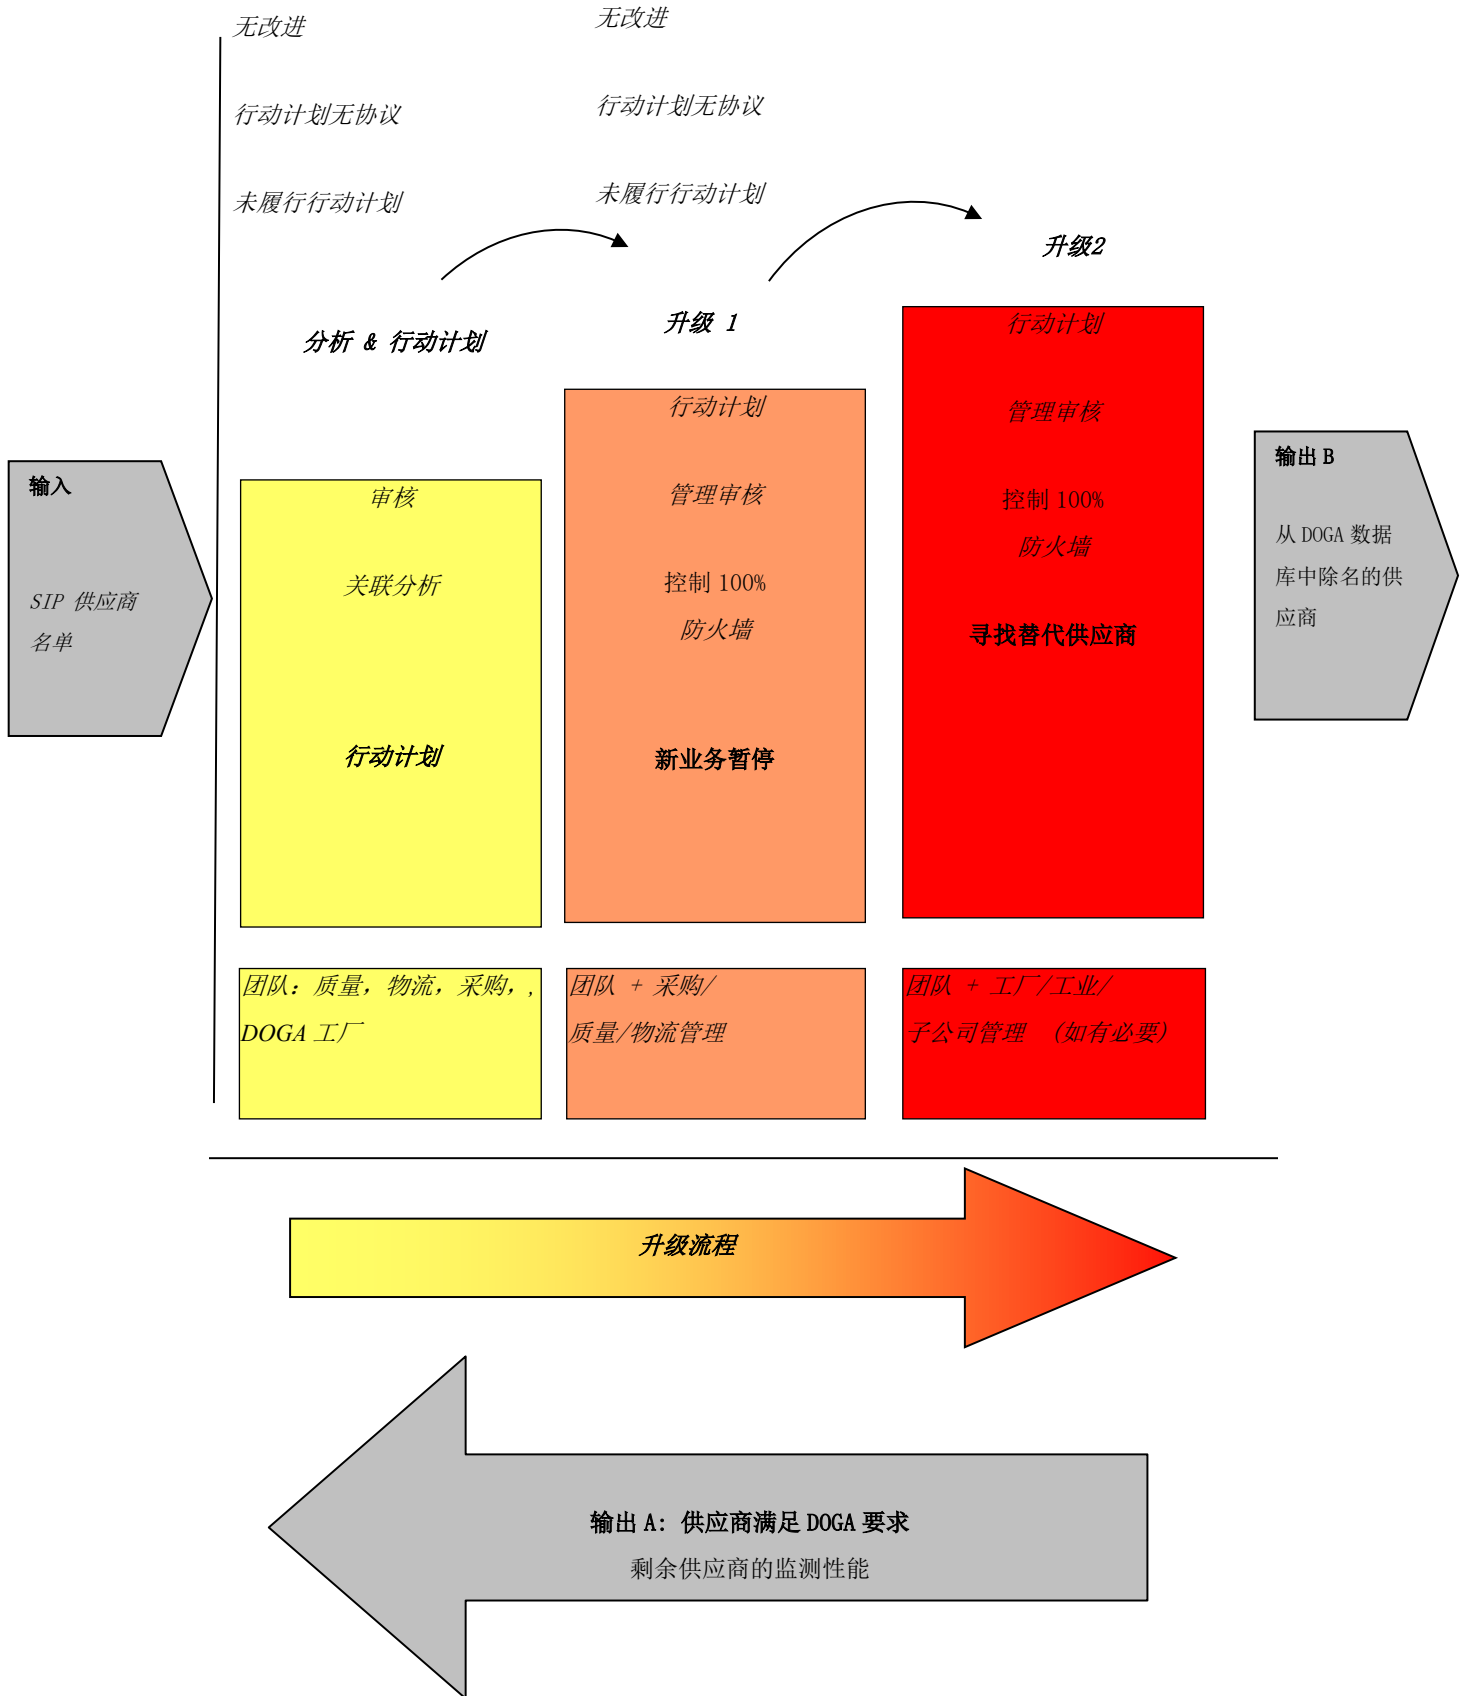 无改进
行动计划无协议
未履行行动计划
无改进
行动计划无协议
未履行行动计划
分析 & 行动计划
升级 1
升级2
输入
SIP 供应商
名单
审核
关联分析
行动计划
行动计划
管理审核
控制 100%
防火墙
新业务暂停
行动计划
管理审核
控制 100%
防火墙
寻找替代供应商
输出 B
从 DOGA 数据
库中除名的供
应商
团队: 质量, 物流, 采购, ,
DOGA 工厂
团队 + 采购/
质量/物流管理
团队 + 工厂/工业/
子公司管理 (如有必要)
升级流程
输出 A: 供应商满足 DOGA 要求
剩余供应商的监测性能